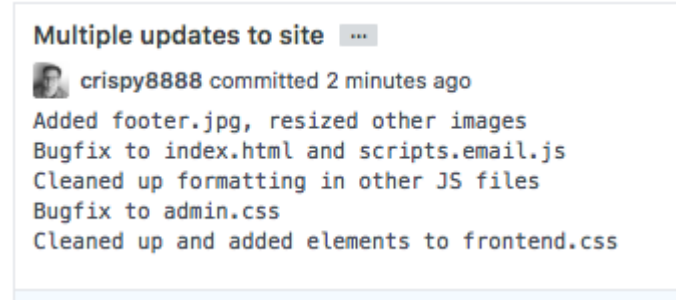 Multiple updates to site ...
crispy8888 committed 2 minutes ago
Added footer.jpg, resized other images
Bugfix to index.html and scripts.email.js
Cleaned up formatting in other JS files
Bugfix to admin.css
Cleaned up and added elements to frontend.css